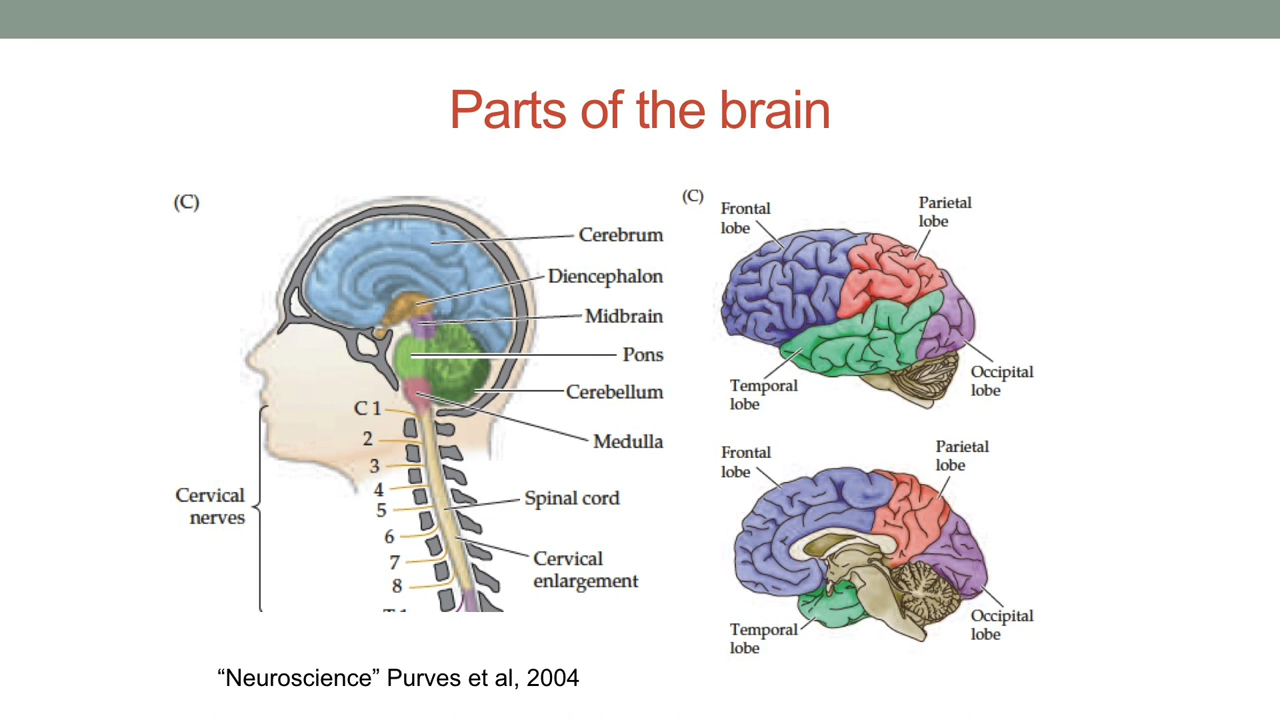 Parts of the brain
(C)
Cerebrum
Diencephalon
Midbrain
Pons
Cerebellum
Medulla
C 1
2
3
4
5
6
7
8
Cervical
nerves
Spinal cord
Cervical
enlargement
(C)
Frontal
lobe
Parietal
lobe
Temporal
lobe
Occipital
lobe
Frontal
lobe
Parietal
lobe
Temporal
lobe
Occipital
lobe
“Neuroscience” Purves et al, 2004